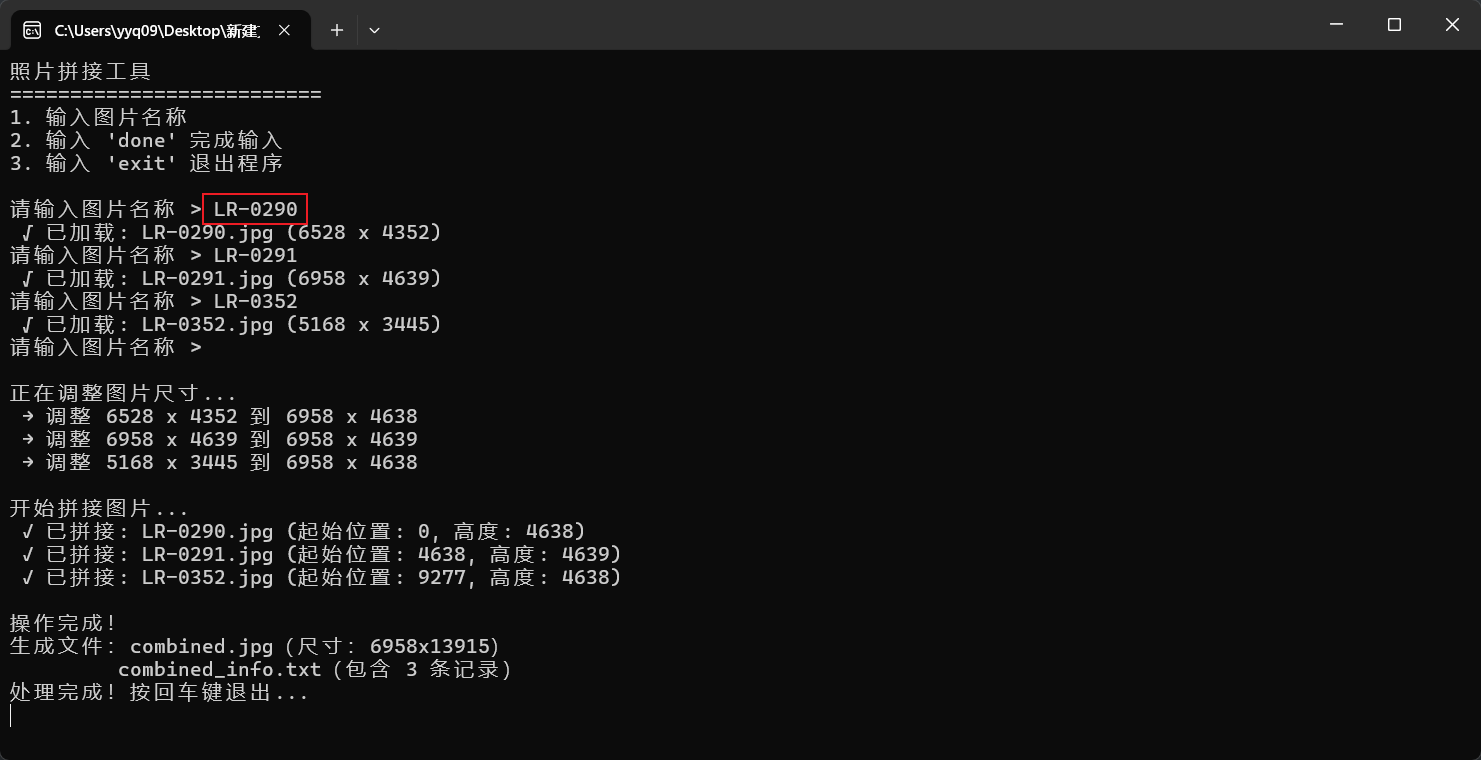 C:\Users\yyq09\Desktop\新建
照片拼接工具
==========================
1. 输入图片名称
2. 输入 'done' 完成输入
3. 输入 'exit' 退出程序
请输入图片名称 > LR-0290
√ 已加载: LR-0290.jpg (6528 x 4352)
请输入图片名称 > LR-0291
√ 已加载: LR-0291.jpg (6958 x 4639)
请输入图片名称 > LR-0352
√ 已加载: LR-0352.jpg (5168 x 3445)
请输入图片名称 >
正在调整图片尺寸...
→ 调整 6528 x 4352 到 6958 x 4638
→ 调整 6958 x 4639 到 6958 x 4639
→ 调整 5168 x 3445 到 6958 x 4638
开始拼接图片...
√ 已拼接: LR-0290.jpg (起始位置: 0, 高度: 4638)
√ 已拼接: LR-0291.jpg (起始位置: 4638, 高度: 4639)
√ 已拼接: LR-0352.jpg (起始位置: 9277, 高度: 4638)
操作完成!
生成文件: combined.jpg (尺寸: 6958x13915)
combined_info.txt (包含 3 条记录)
处理完成! 按回车键退出...